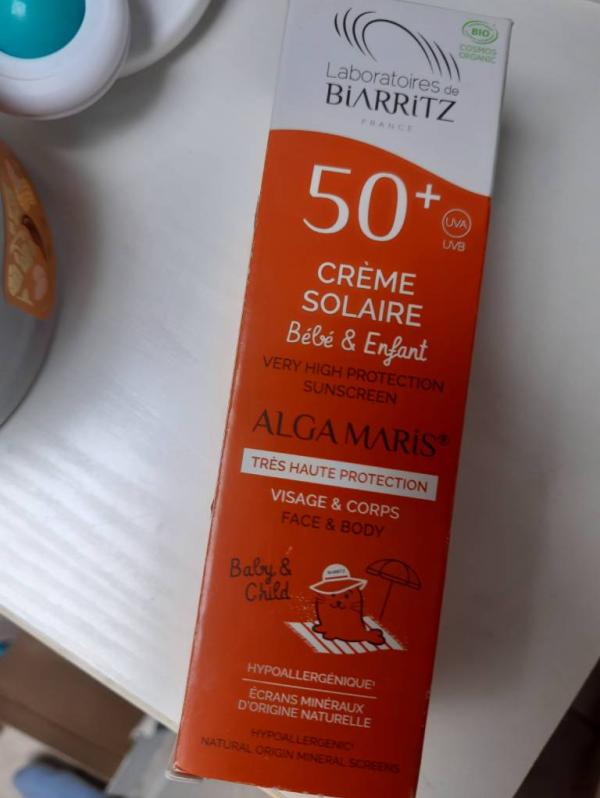 BIO
COSMOS
ORGANIC
Laboratoires de
BiARRiTZ
FRANCE
50+
UVA
UVB
CRÈME
SOLAIRE
Bébé & Enfant
VERY HIGH PROTECTION
SUNSCREEN
ALGA MARiS®
TRÈS HAUTE PROTECTION
VISAGE & CORPS
FACE & BODY
Baby &
Child
BIARRITZ
HYPOALLERGÉNIQUE¹
ÉCRANS MINÉRAUX
D'ORIGINE NATURELLE
HYPOALLERGENIC¹
NATURAL ORIGIN MINERAL SCREENS